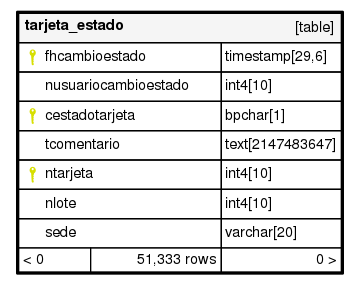 tarjeta_estado [table]
fhcambioestado timestamp[29,6]
nusuariocambioestado int4[10]
cestadotarjeta bpchar[1]
tcomentario text[2147483647]
ntarjeta int4[10]
nlote int4[10]
sede varchar[20]
< 0 51,333 rows 0 >